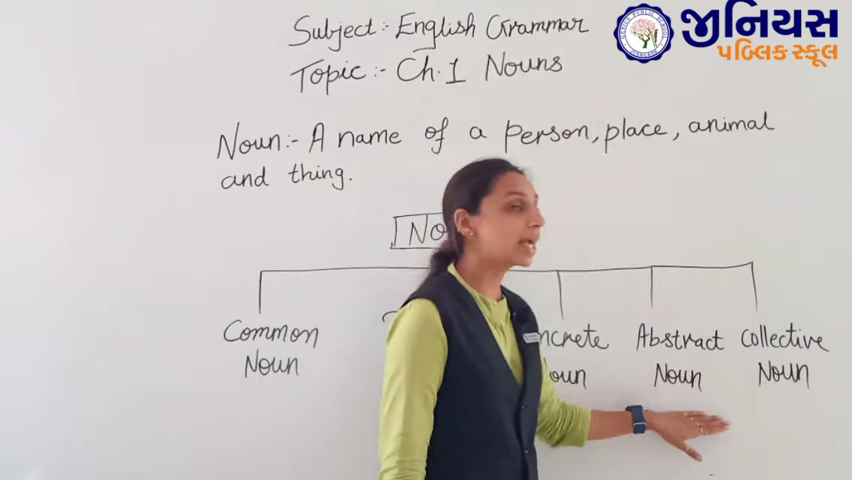 Subject:- English Grammar
Topic:- Ch.1 Nouns
જીનિયસ
પબ્લિક સ્કૂલ
Noun:- A name of a person, place, animal
and thing.
Common
Noun
Abstract
Noun
Collective
Noun